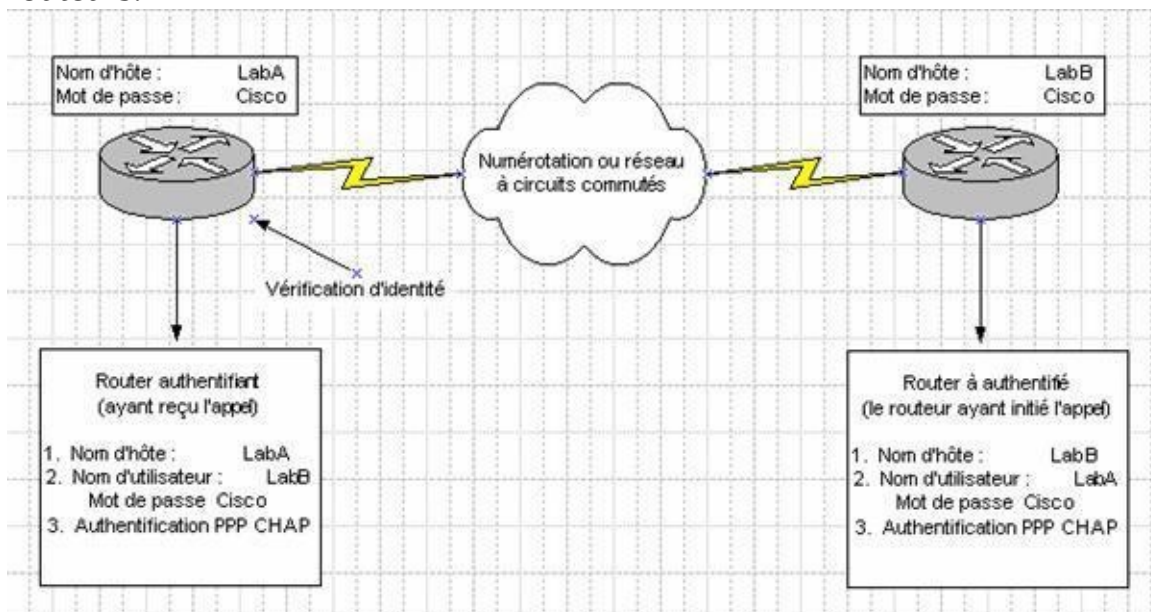 Nom d'hôte : LabA
Mot de passe : Cisco
Nom d'hôte : LabB
Mot de passe : Cisco
Numérotation ou réseau
à circuits commutés
Vérification d'identité
Router authentifiant
(ayant reçu l'appel)
1. Nom d'hôte : LabA
2. Nom d'utilisateur : LabB
Mot de passe Cisco
3. Authentification PPP CHAP
Router à authentifié
(le routeur ayant initié l'appel)
1. Nom d'hôte : LabB
2. Nom d'utilisateur : LabA
Mot de passe Cisco
3. Authentification PPP CHAP